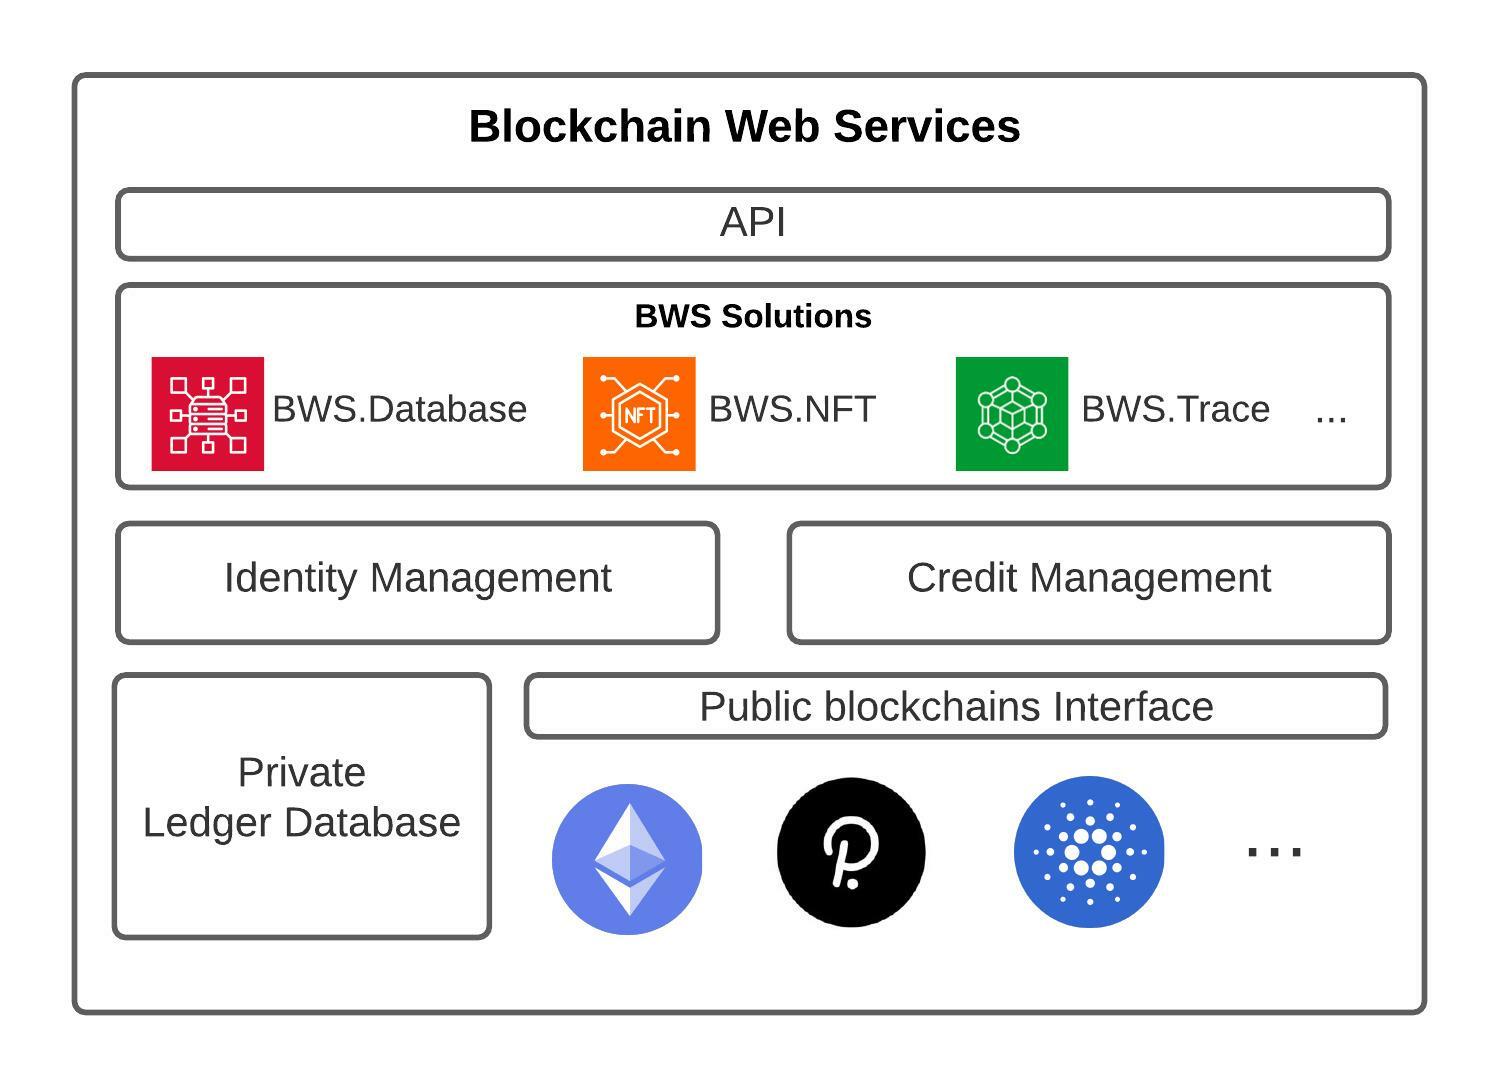 Blockchain Web Services
API
BWS Solutions
BWS.Database
NFT
BWS.NFT
BWS.Trace
...
Identity Management
Credit Management
Private
Ledger Database
Public blockchains Interface
...